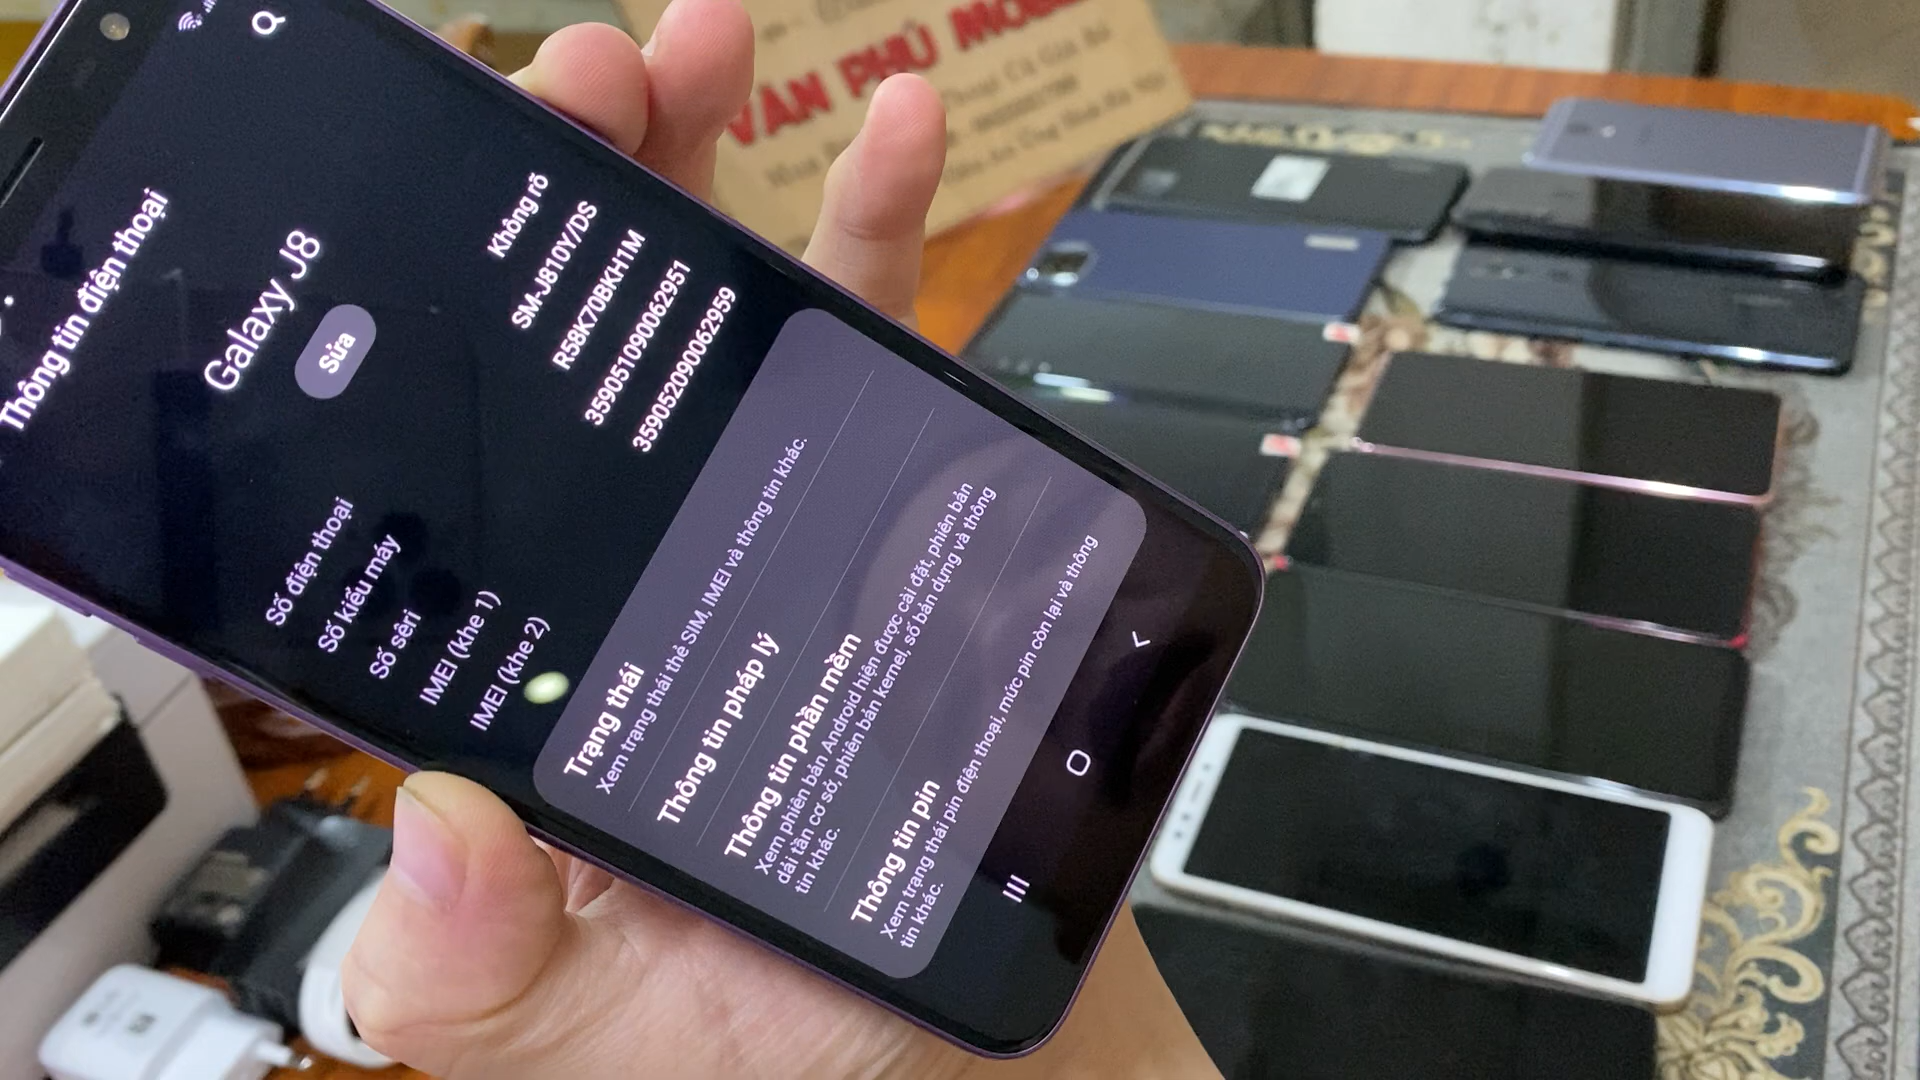 Thông tin điện thoại
Galaxy J8
Sửa
Số điện thoại
Không rõ
Số kiểu máy
SM-J810Y/DS
Số sêri
R58K70BKH1M
IMEI (khe 1)
359051090062951
IMEI (khe 2)
359052090062959
Trạng thái
Xem trạng thái thẻ SIM, IMEI và thông tin khác.
Thông tin pháp lý
Thông tin phần mềm
Xem phiên bản Android hiện được cài đặt, phiên bản
dải tần cơ sở, phiên bản kernel, số bản dựng và thông
tin khác.
Thông tin pin
Xem trạng thái pin điện thoại, mức pin còn lại và thông
tin khác.
VĂN PHÚ